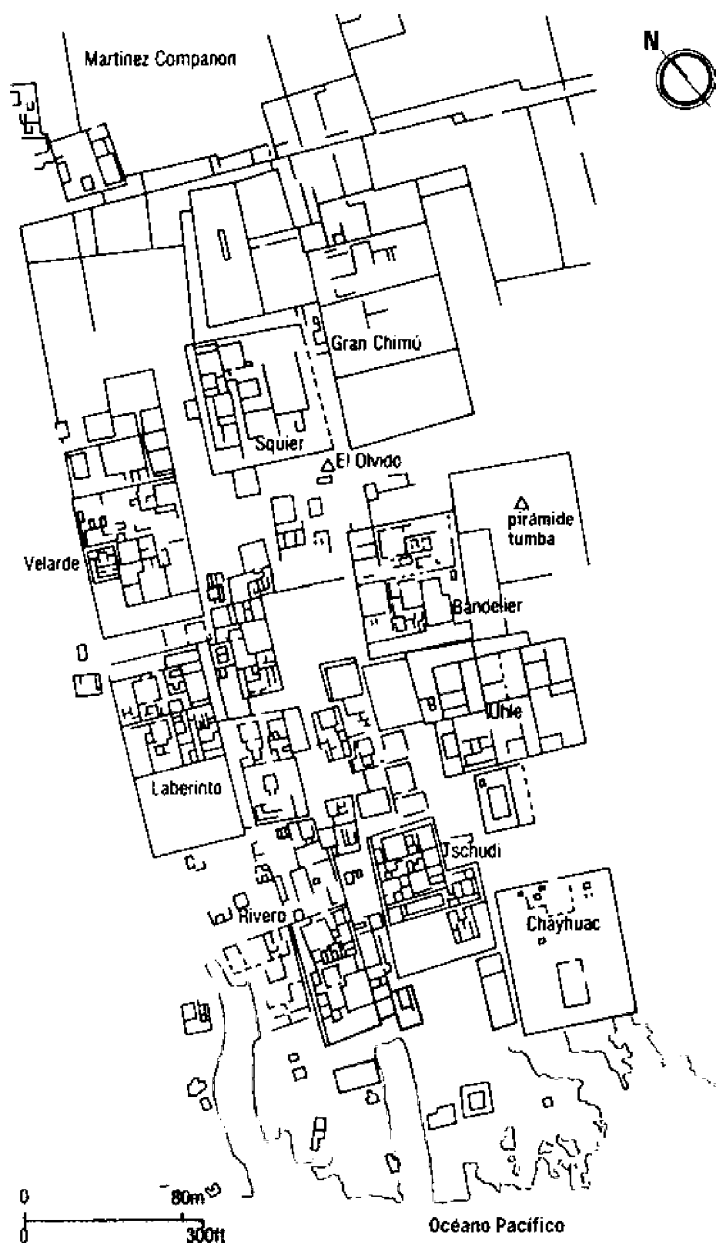 Martinez Compañon
N
Gran Chimú
Squier
El Olvido
pirámide
tumba
Velarde
Bandelier
Uhle
Laberinto
Tschudi
Rivero
Chayhuac
0
80m
0
300ft
Océano Pacífico